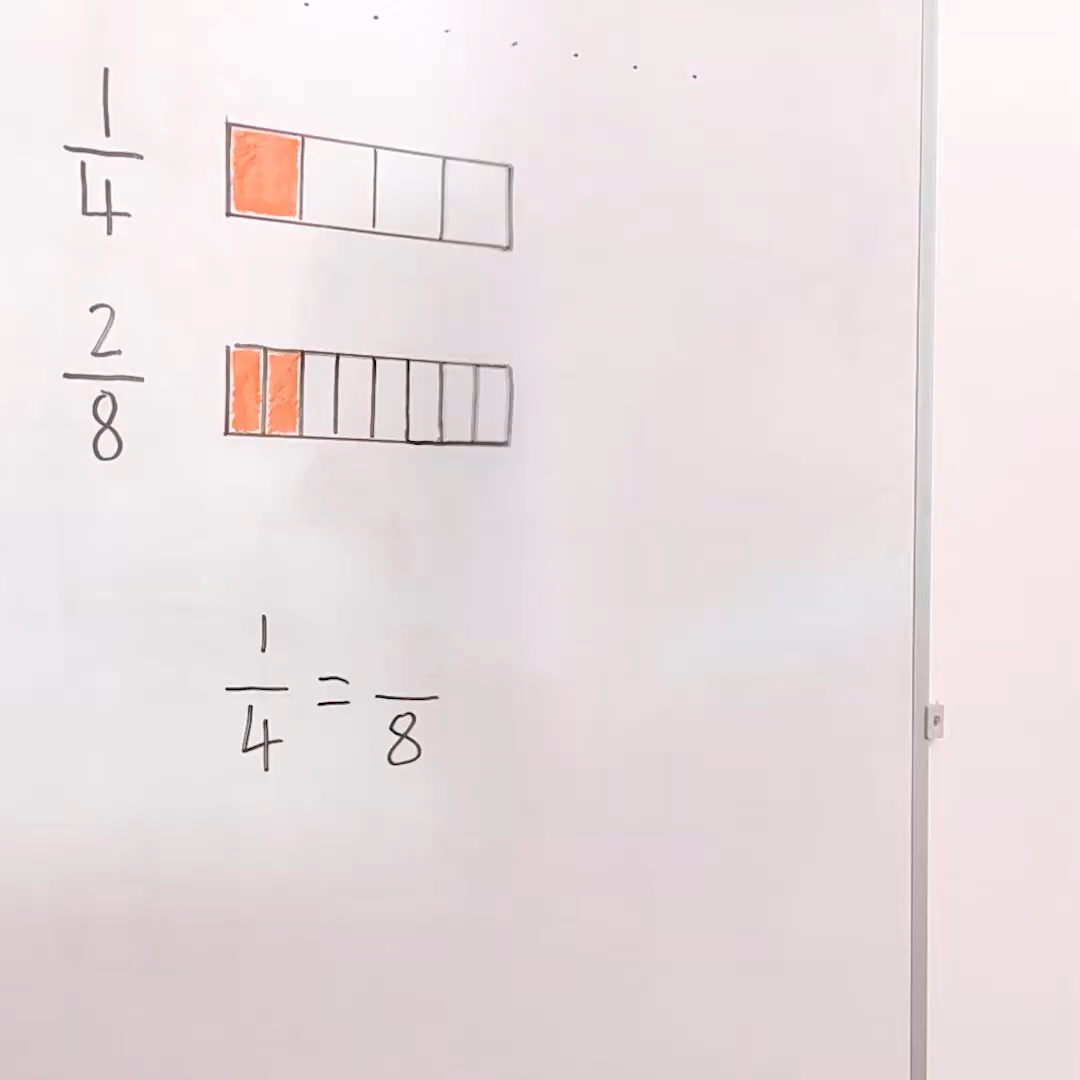 1/4
2/8
1/4 = /8